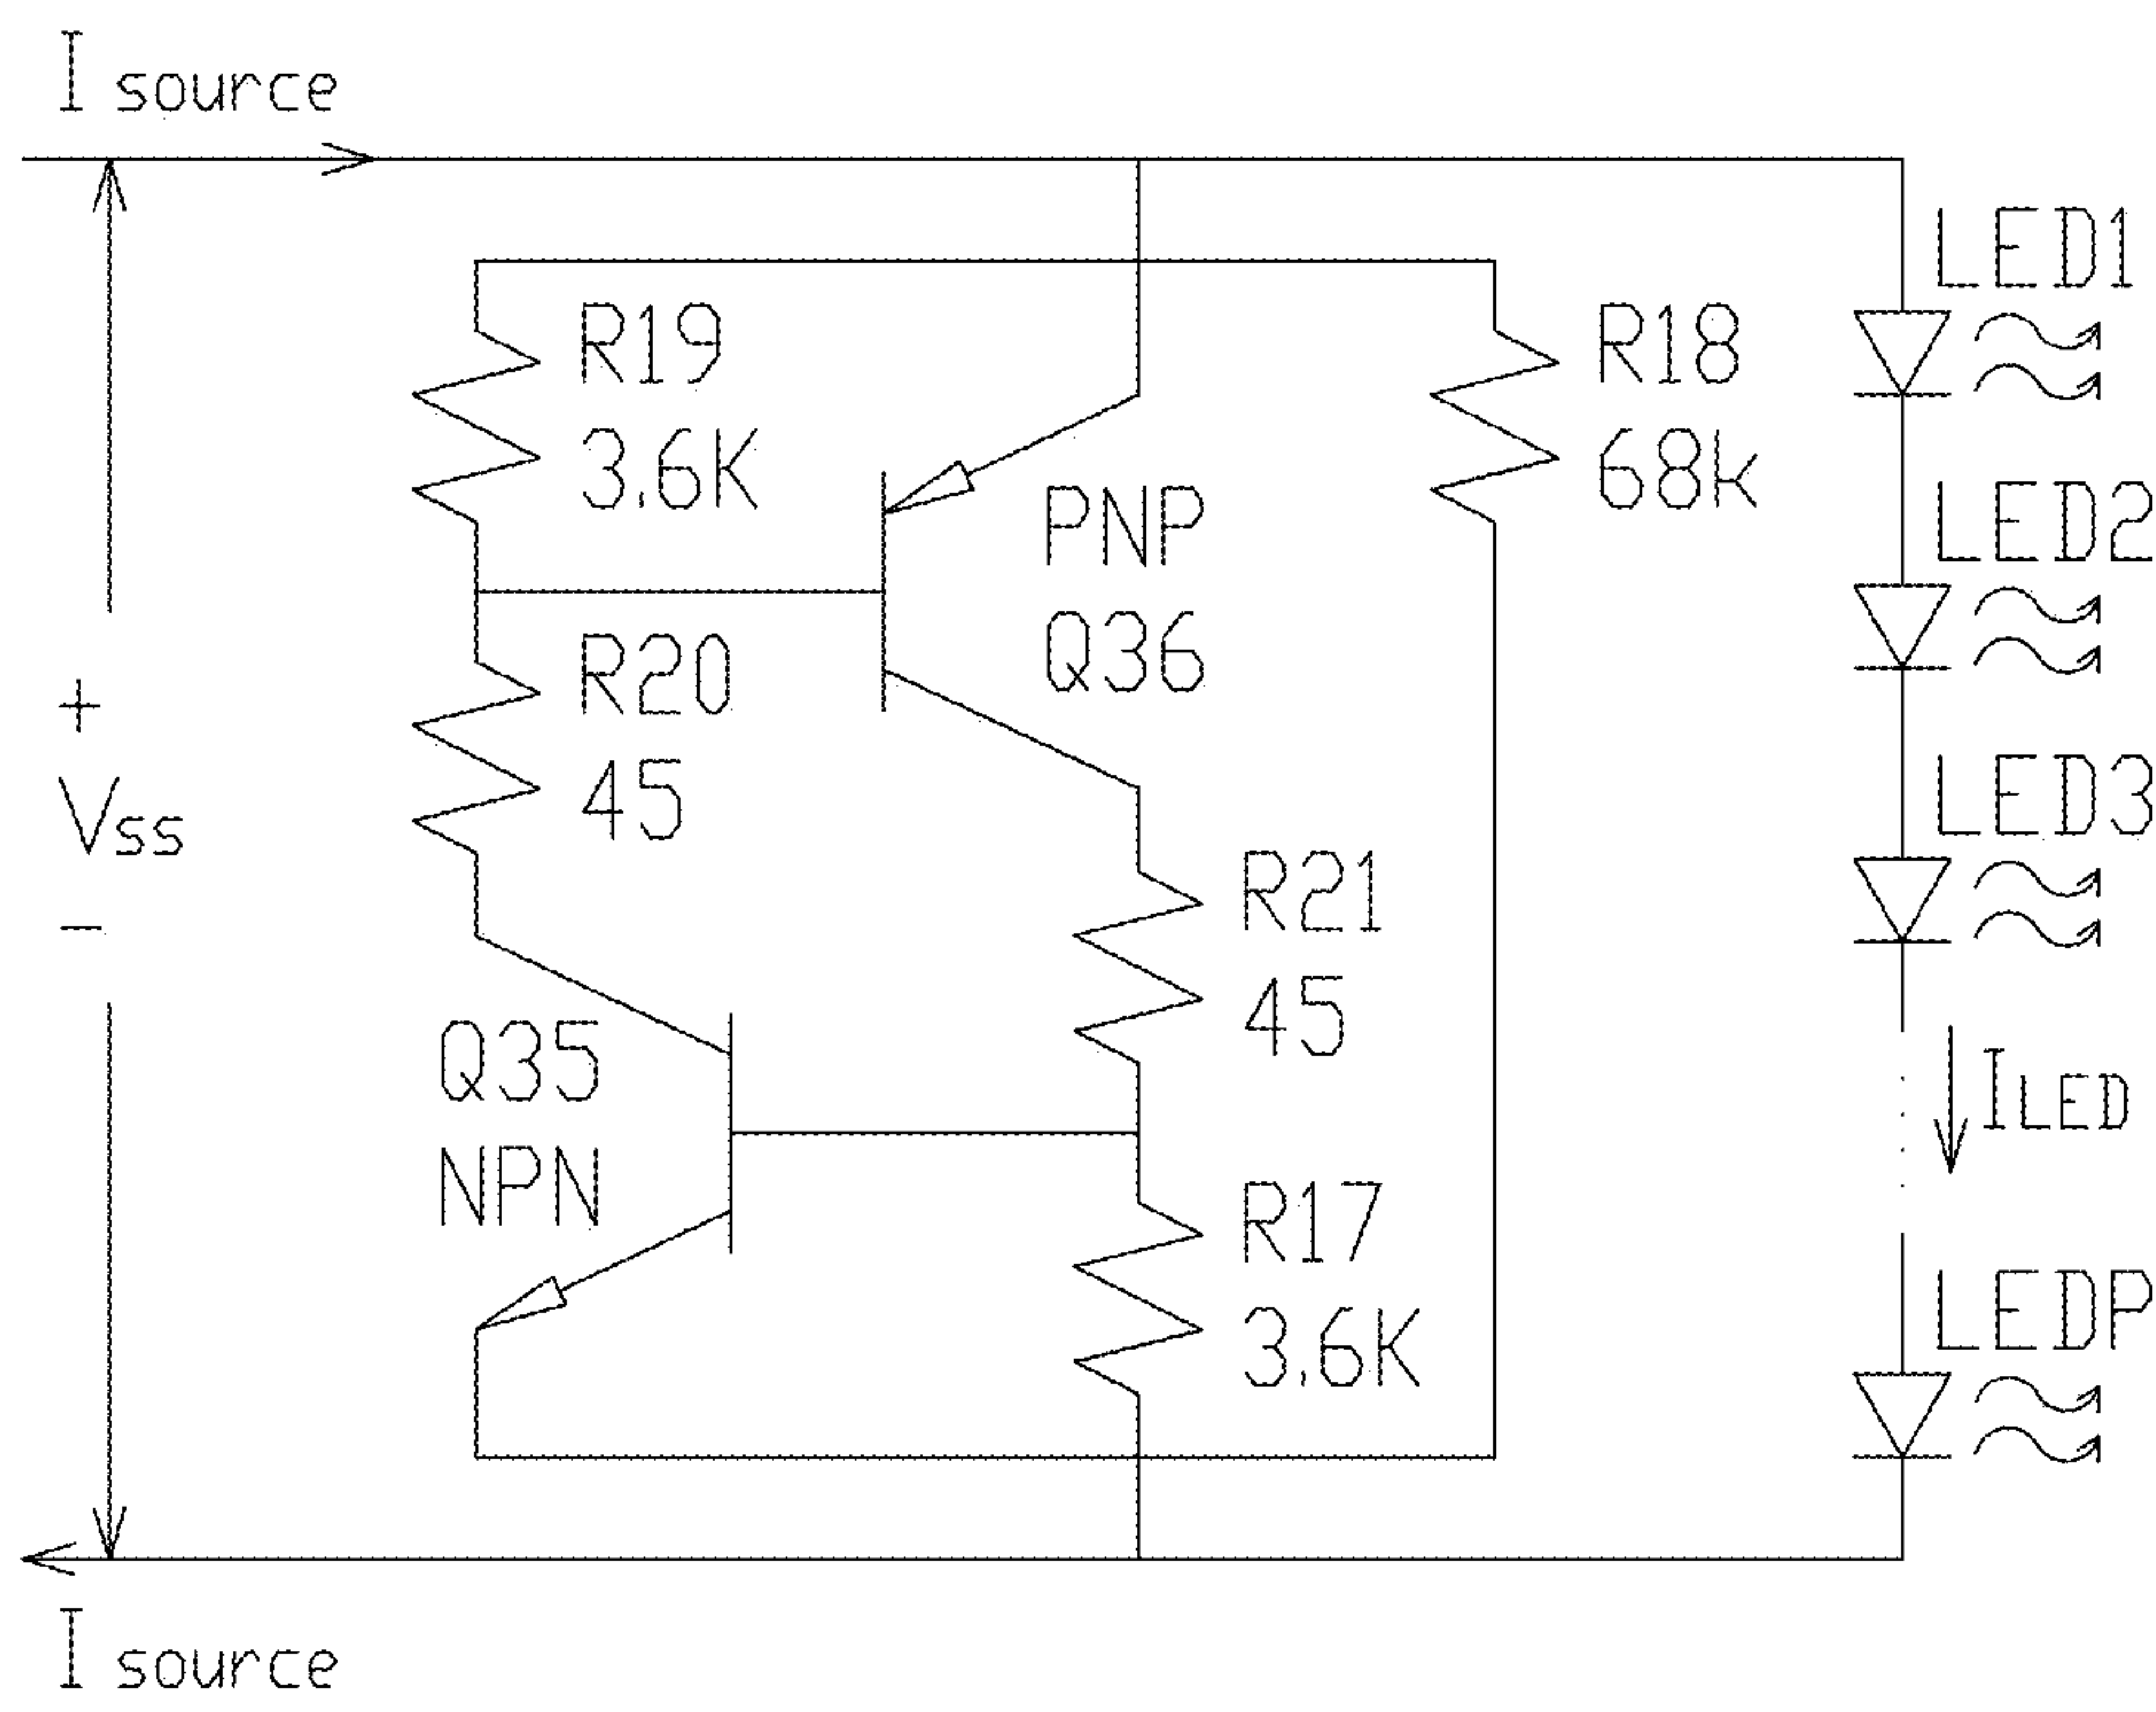 I source
LED1
R19
3.6K
R18
68k
PNP
Q36
LED2
R20
45
+
Vss
-
LED3
R21
45
Q35
NPN
ILED
R17
3.6K
LEDP
I source